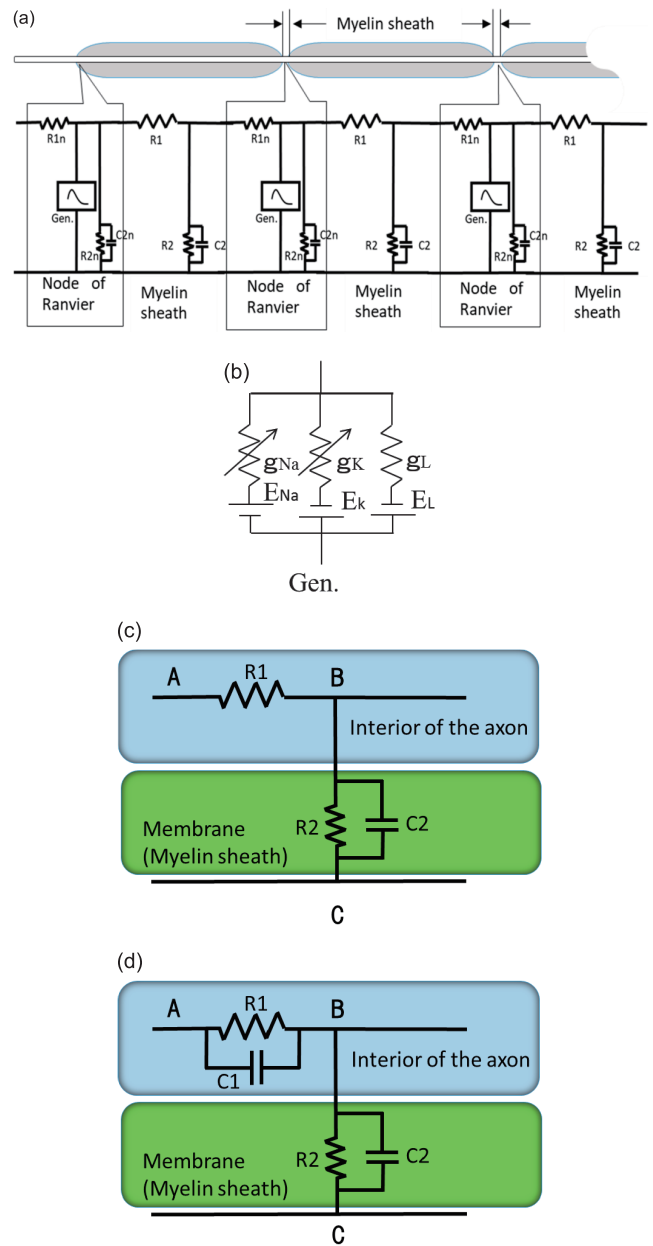 (a)
Myelin sheath
R1n R1 R1n R1 R1n R1
Gen. Gen. Gen.
C2n C2n C2n
R2 C2 R2 C2 R2 C2
R2n R2n R2n
Node of Ranvier
Myelin sheath
Node of Ranvier
Myelin sheath
Node of Ranvier
Myelin sheath
(b)
gNa gK gL
ENa Ek EL
Gen.
(c)
A R1 B
Interior of the axon
Membrane
(Myelin sheath)
R2 C2
C
(d)
A R1 B
C1
Interior of the axon
Membrane
(Myelin sheath)
R2 C2
C